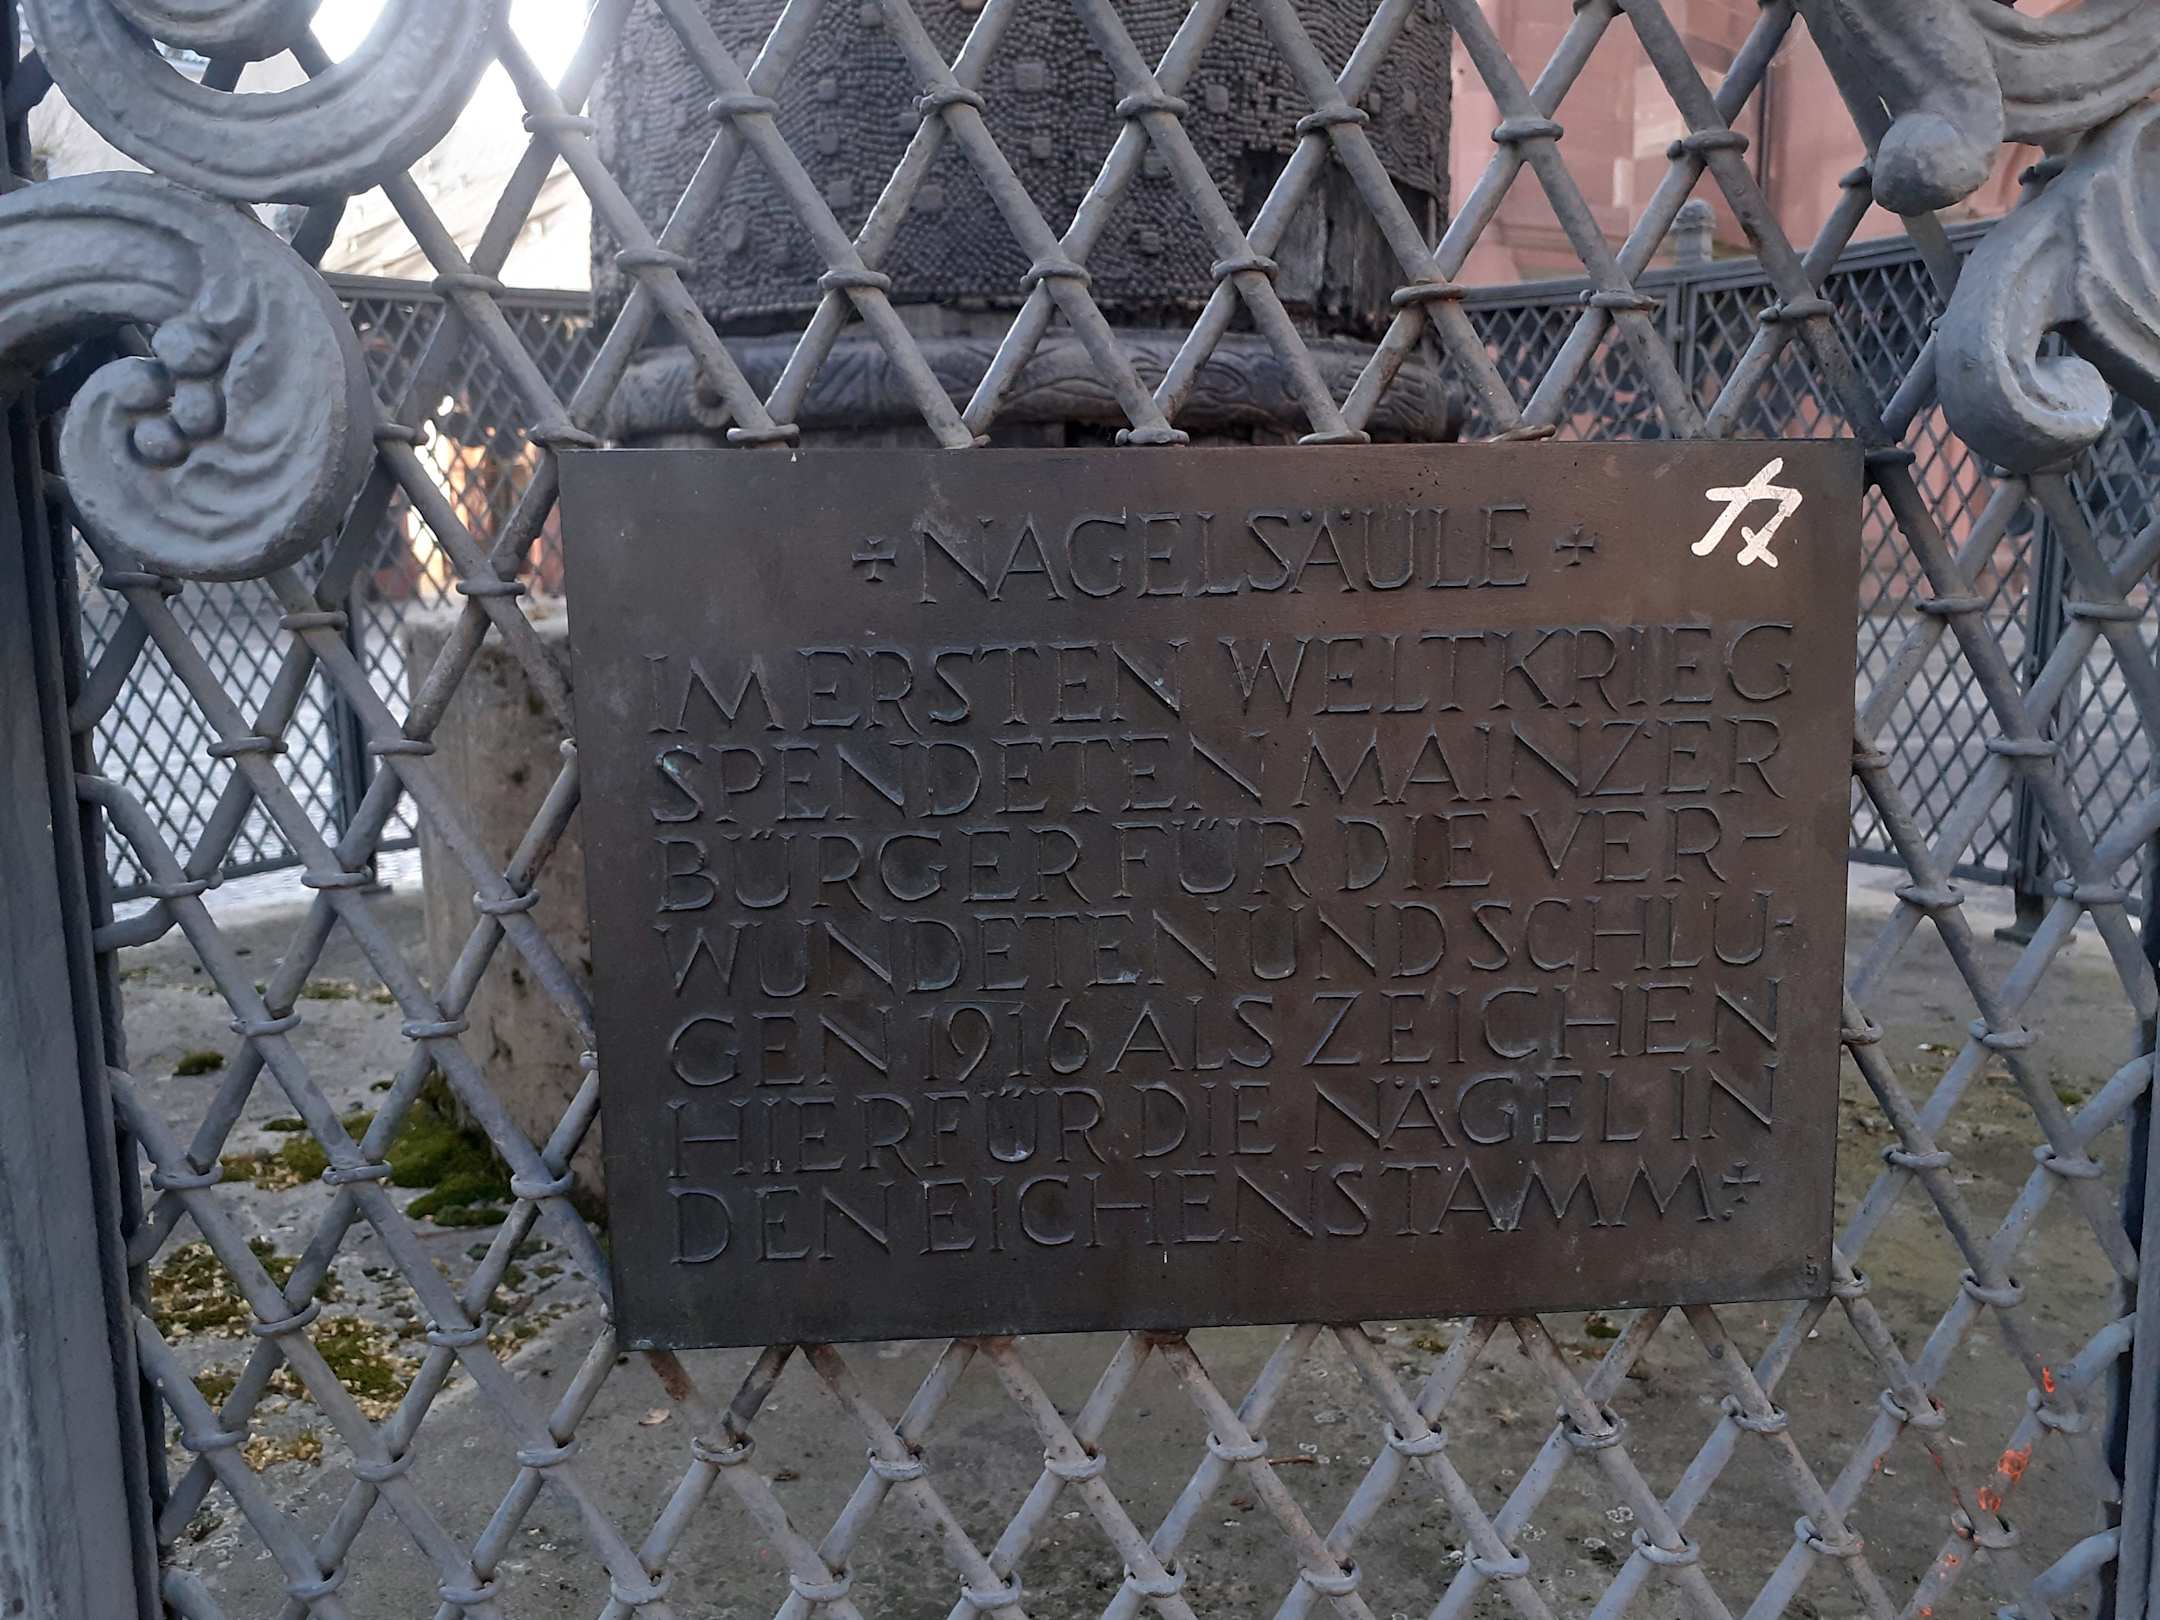 ✢ NAGELSÄULE ✢
IM ERSTEN WELTKRIEG
SPENDETEN MAINZER
BÜRGER FÜR DIE VER-
WUNDETEN UND SCHLU-
GEN 1916 ALS ZEICHEN
HIERFÜR DIE NÄGEL IN
DEN EICHENSTAMM ✢